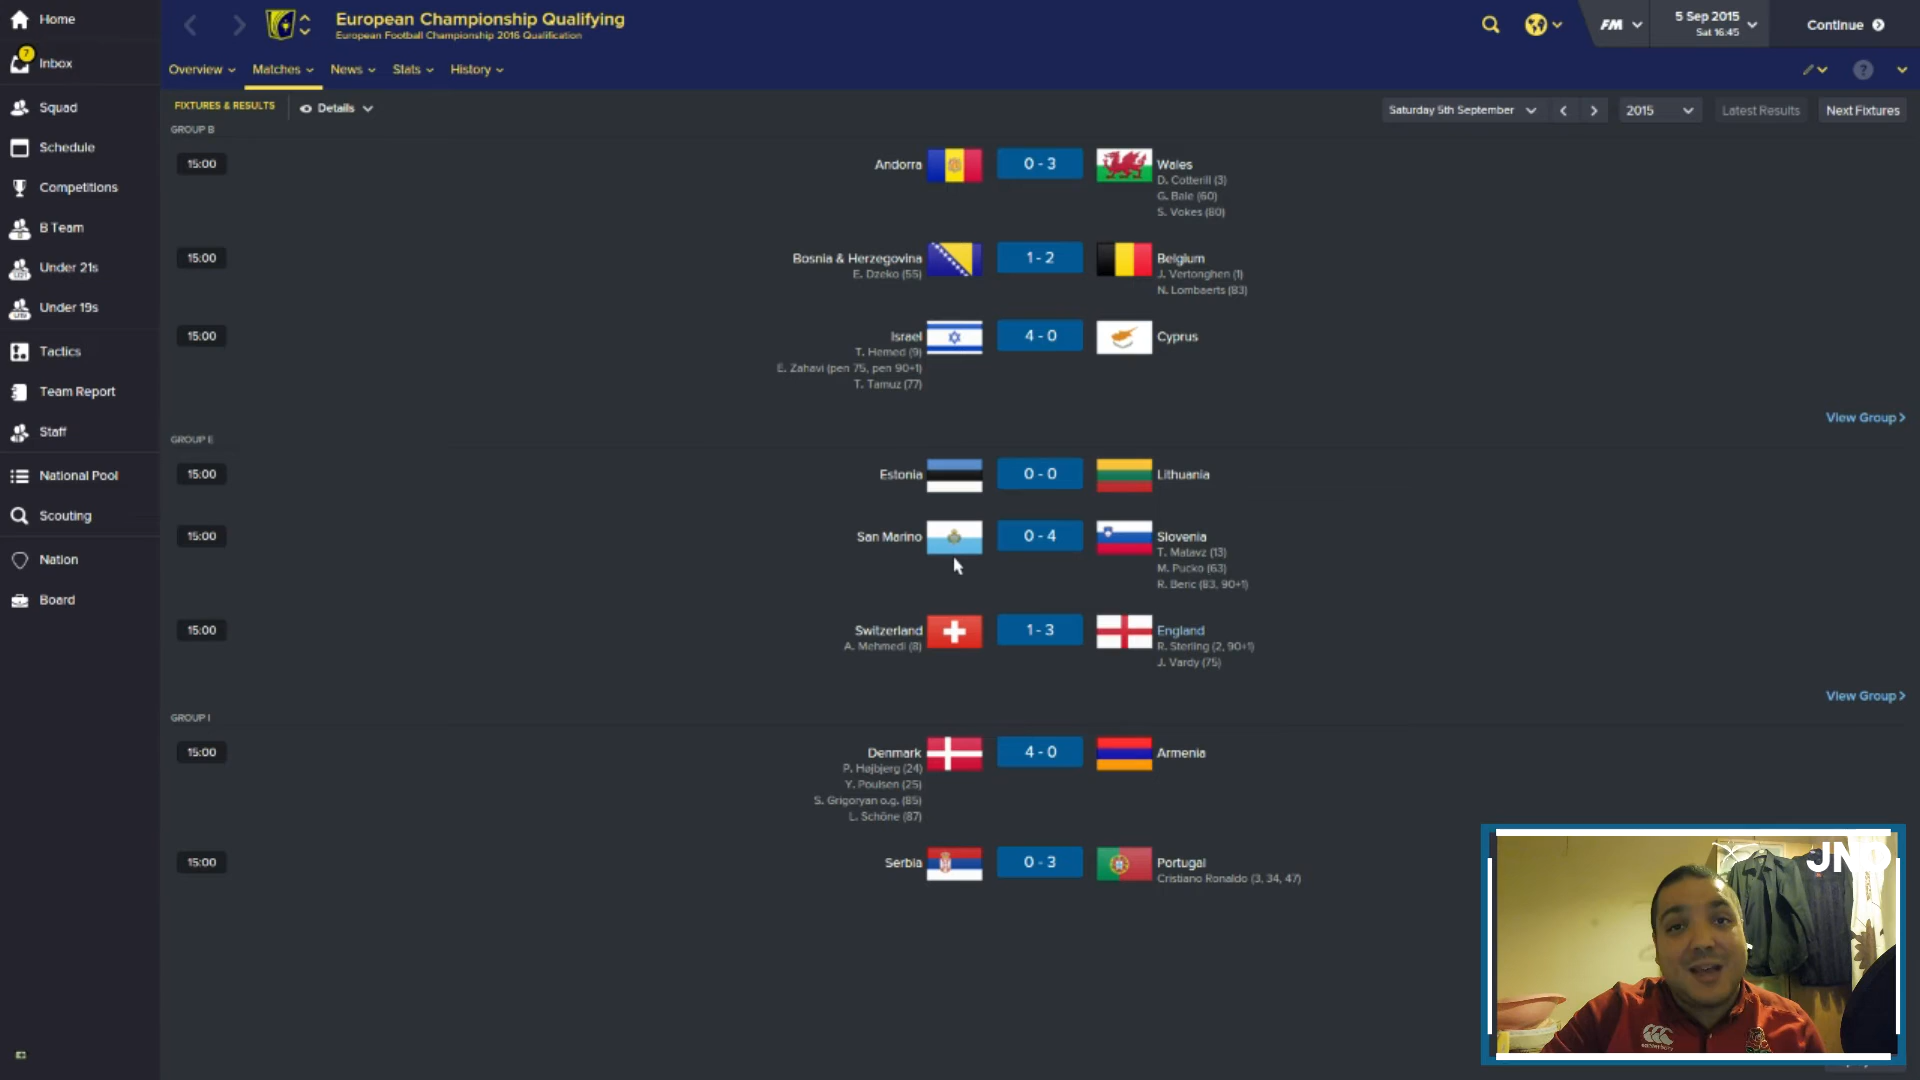 Home
European Championship Qualifying
European Football Championship 2016 Qualification
FM
5 Sep 2015
Sat 16:45
Continue
7
Inbox
Overview
Matches
News
Stats
History
Squad
FIXTURES & RESULTS
Details
Saturday 5th September
2015
Latest Results
Next Fixtures
Schedule
Competitions
B Team
Under 21s
Under 19s
Tactics
Team Report
Staff
National Pool
Scouting
Nation
Board
GROUP B
15:00
Andorra
0 - 3
Wales
D. Cotterill (3)
G. Bale (60)
S. Vokes (80)
15:00
Bosnia & Herzegovina
1 - 2
Belgium
E. Dzeko (55)
J. Vertonghen (1)
N. Lombaerts (83)
15:00
Israel
4 - 0
Cyprus
T. Hemed (9)
E. Zahavi (pen 75, pen 90+1)
T. Tamuz (77)
View Group >
GROUP E
15:00
Estonia
0 - 0
Lithuania
15:00
San Marino
0 - 4
Slovenia
T. Matavz (13)
M. Pucko (63)
R. Beric (83, 90+1)
15:00
Switzerland
1 - 3
England
A. Mehmedi (8)
R. Sterling (2, 90+1)
J. Vardy (75)
View Group >
GROUP I
15:00
Denmark
4 - 0
Armenia
P. Højbjerg (24)
Y. Poulsen (25)
S. Grigoryan o.g. (85)
L. Schöne (87)
15:00
Serbia
0 - 3
Portugal
Cristiano Ronaldo (3, 34, 47)